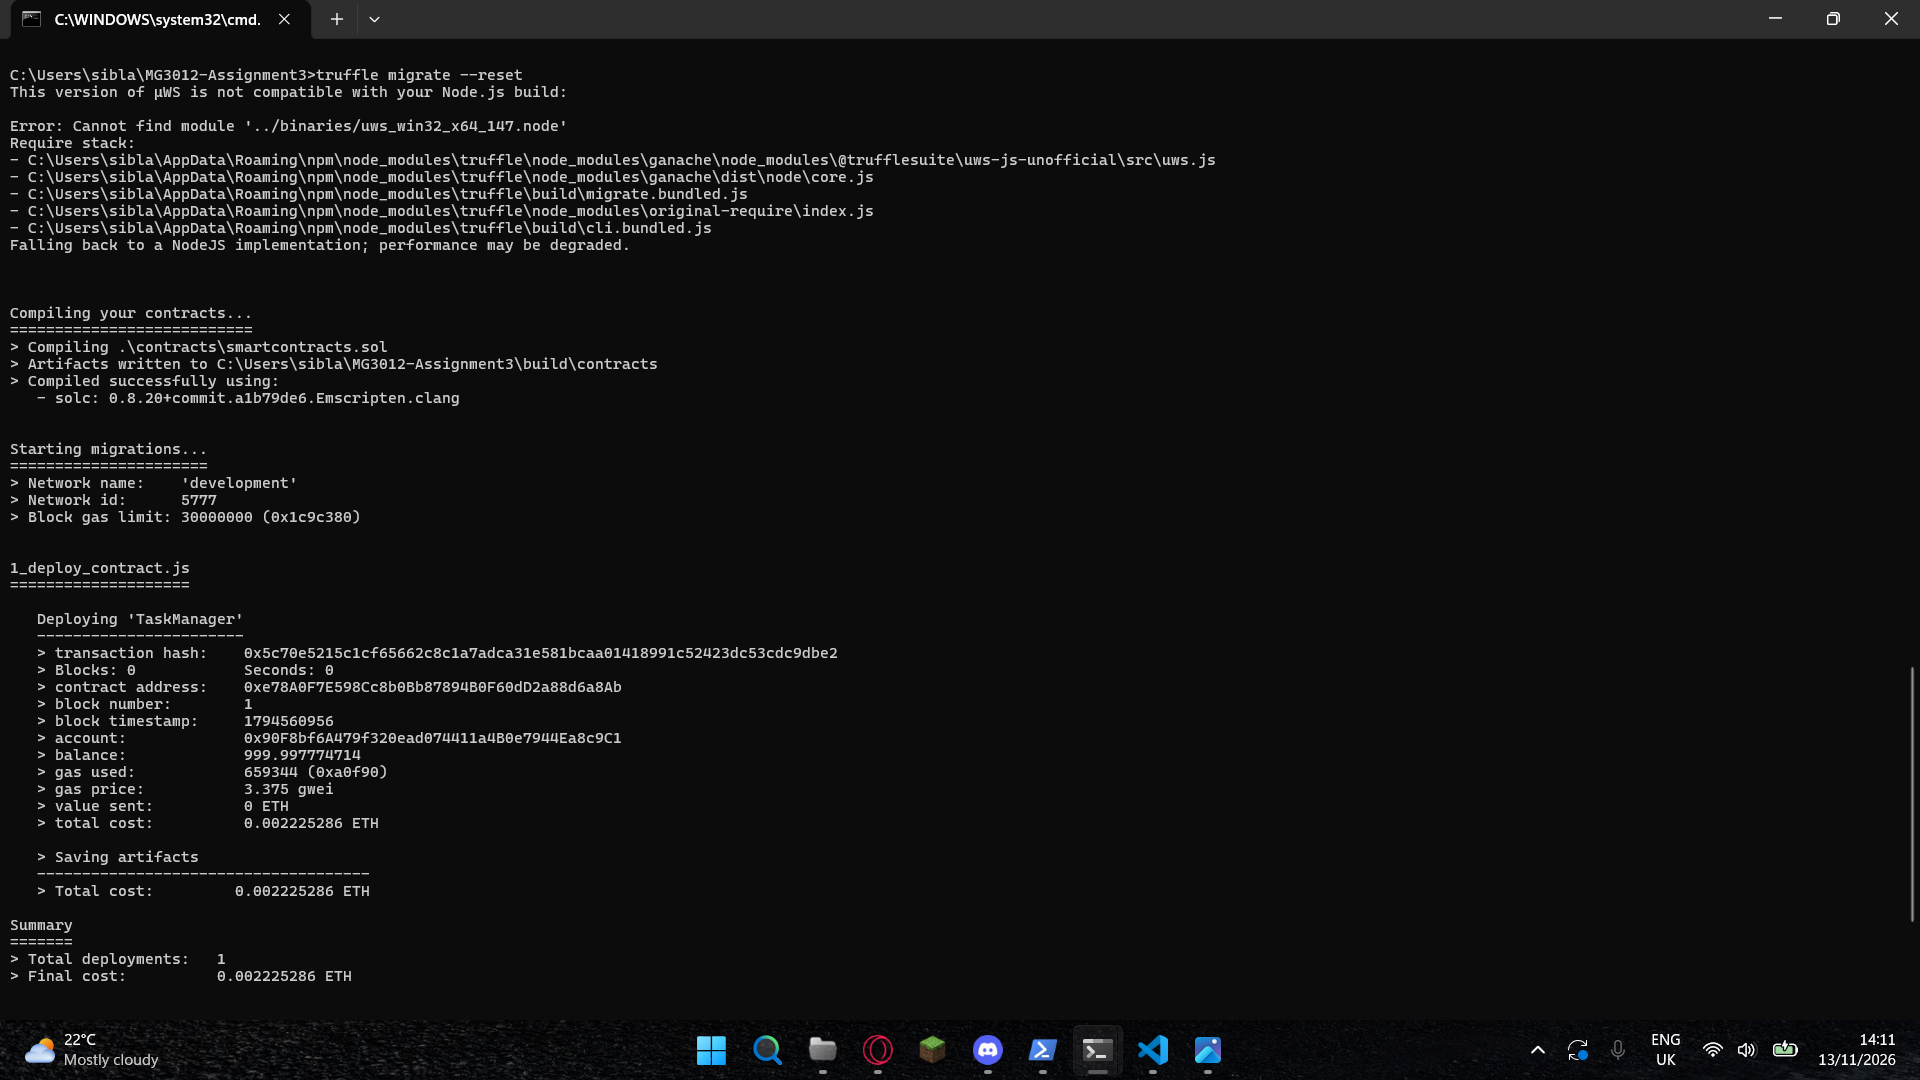 C:\WINDOWS\system32\cmd.
C:\Users\sibla\MG3012-Assignment3>truffle migrate --reset
This version of µWS is not compatible with your Node.js build:
Error: Cannot find module '../binaries/uws_win32_x64_147.node'
Require stack:
- C:\Users\sibla\AppData\Roaming\npm\node_modules\truffle\node_modules\ganache\node_modules\@trufflesuite\uws-js-unofficial\src\uws.js
- C:\Users\sibla\AppData\Roaming\npm\node_modules\truffle\node_modules\ganache\dist\node\core.js
- C:\Users\sibla\AppData\Roaming\npm\node_modules\truffle\build\migrate.bundled.js
- C:\Users\sibla\AppData\Roaming\npm\node_modules\truffle\node_modules\original-require\index.js
- C:\Users\sibla\AppData\Roaming\npm\node_modules\truffle\build\cli.bundled.js
Falling back to a NodeJS implementation; performance may be degraded.
Compiling your contracts...
===========================
> Compiling .\contracts\smartcontracts.sol
> Artifacts written to C:\Users\sibla\MG3012-Assignment3\build\contracts
> Compiled successfully using:
   - solc: 0.8.20+commit.a1b79de6.Emscripten.clang
Starting migrations...
======================
> Network name:    'development'
> Network id:      5777
> Block gas limit: 30000000 (0x1c9c380)
1_deploy_contract.js
====================
   Deploying 'TaskManager'
   -----------------------
   > transaction hash:    0x5c70e5215c1cf65662c8c1a7adca31e581bcaa01418991c52423dc53cdc9dbe2
   > Blocks: 0            Seconds: 0
   > contract address:    0xe78A0F7E598Cc8b0Bb87894B0F60dD2a88d6a8Ab
   > block number:        1
   > block timestamp:     1794560956
   > account:             0x90F8bf6A479f320ead074411a4B0e7944Ea8c9C1
   > balance:             999.997774714
   > gas used:            659344 (0xa0f90)
   > gas price:           3.375 gwei
   > value sent:          0 ETH
   > total cost:          0.002225286 ETH
   > Saving artifacts
   -------------------------------------
   > Total cost:         0.002225286 ETH
Summary
=======
> Total deployments:   1
> Final cost:          0.002225286 ETH
22°C
Mostly cloudy
ENG
UK
14:11
13/11/2026